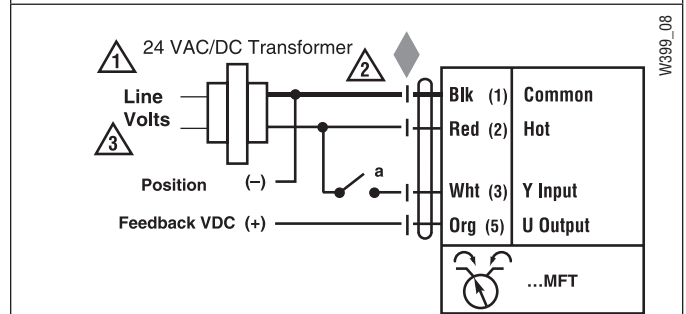 W399_08
1 24 VAC/DC Transformer 2
Line
Volts
3
Blk (1) Common
Red (2) Hot
a
Position (–)
Wht (3) Y Input
Feedback VDC (+)
Org (5) U Output
...MFT